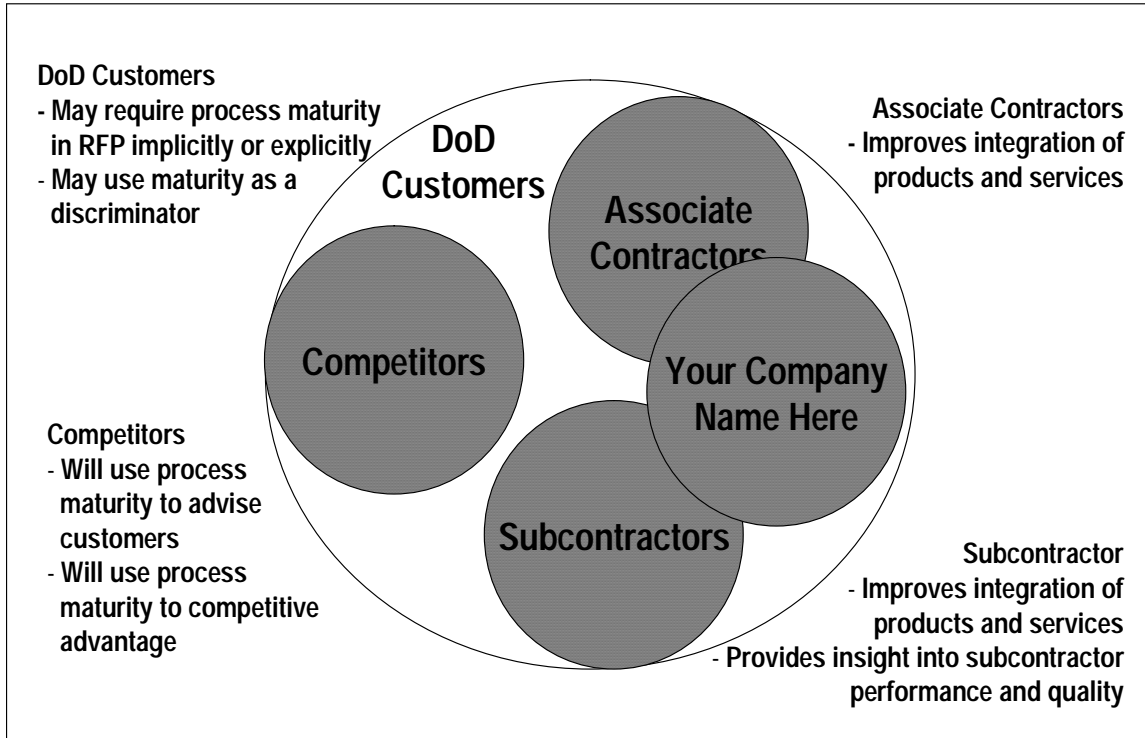 DoD Customers
- May require process maturity
in RFP implicitly or explicitly
- May use maturity as a
discriminator
DoD
Customers
Associate Contractors
- Improves integration of
products and services
Associate
Contractors
Competitors
Your Company
Name Here
Subcontractors
Competitors
- Will use process
maturity to advise
customers
- Will use process
maturity to competitive
advantage
Subcontractor
- Improves integration of
products and services
- Provides insight into subcontractor
performance and quality